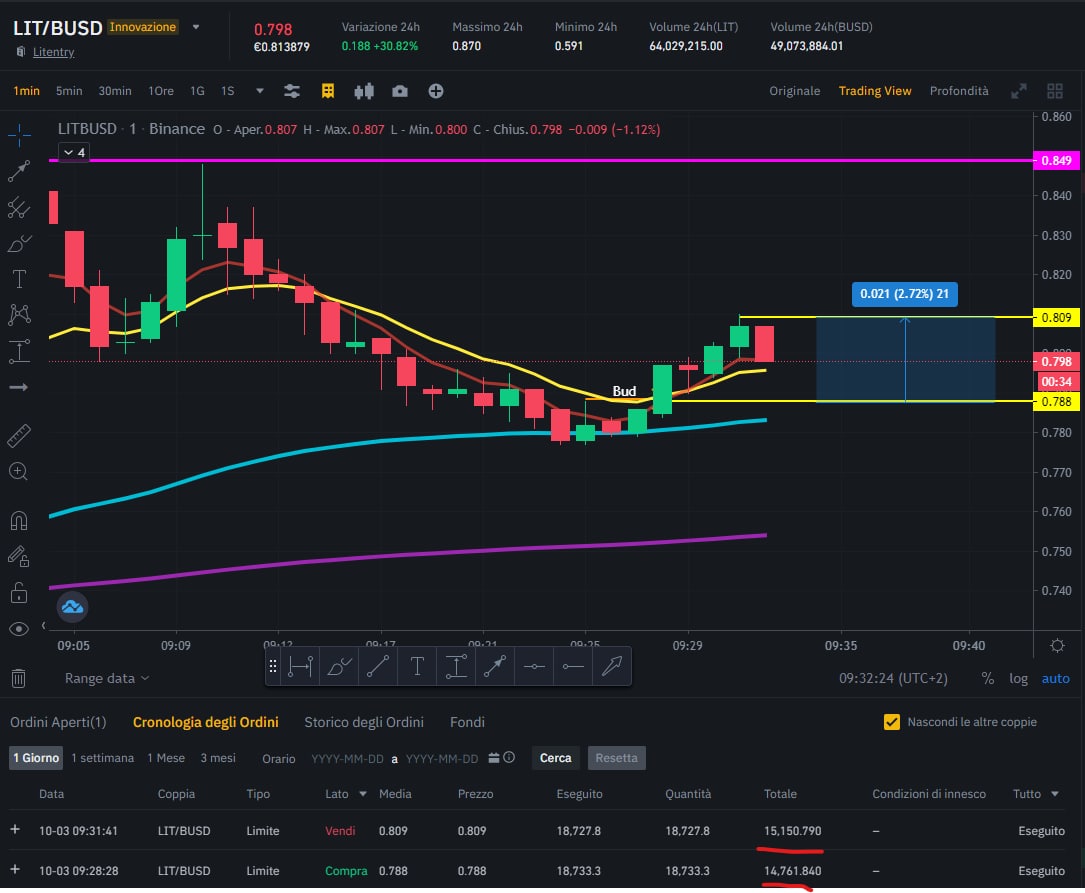 LIT/BUSD Innovazione
Litentry
0.798
€0.813879
Variazione 24h
0.188 +30.82%
Massimo 24h
0.870
Minimo 24h
0.591
Volume 24h(LIT)
64,029,215.00
Volume 24h(BUSD)
49,073,884.01
1min 5min 30min 1Ore 1G 1S Originale Trading View Profondità
LITBUSD · 1 · Binance O - Aper.0.807 H - Max.0.807 L - Min.0.800 C - Chius.0.798 −0.009 (−1.12%)
4
0.860
0.849
0.840
0.830
0.820
0.021 (2.72%) 21
0.809
0.798
00:34
Bud
0.788
0.780
0.770
0.760
0.750
0.740
09:05 09:09 09:12 09:17 09:21 09:25 09:29 09:35 09:40
Range data 09:32:24 (UTC+2) % log auto
Ordini Aperti(1) Cronologia degli Ordini Storico degli Ordini Fondi Nascondi le altre coppie
1 Giorno 1 settimana 1 Mese 3 mesi Orario YYYY-MM-DD a YYYY-MM-DD Cerca Resetta
Data Coppia Tipo Lato Media Prezzo Eseguito Quantità Totale Condizioni di innesco Tutto
+ 10-03 09:31:41 LIT/BUSD Limite Vendi 0.809 0.809 18,727.8 18,727.8 15,150.790 – Eseguito
+ 10-03 09:28:28 LIT/BUSD Limite Compra 0.788 0.788 18,733.3 18,733.3 14,761.840 – Eseguito